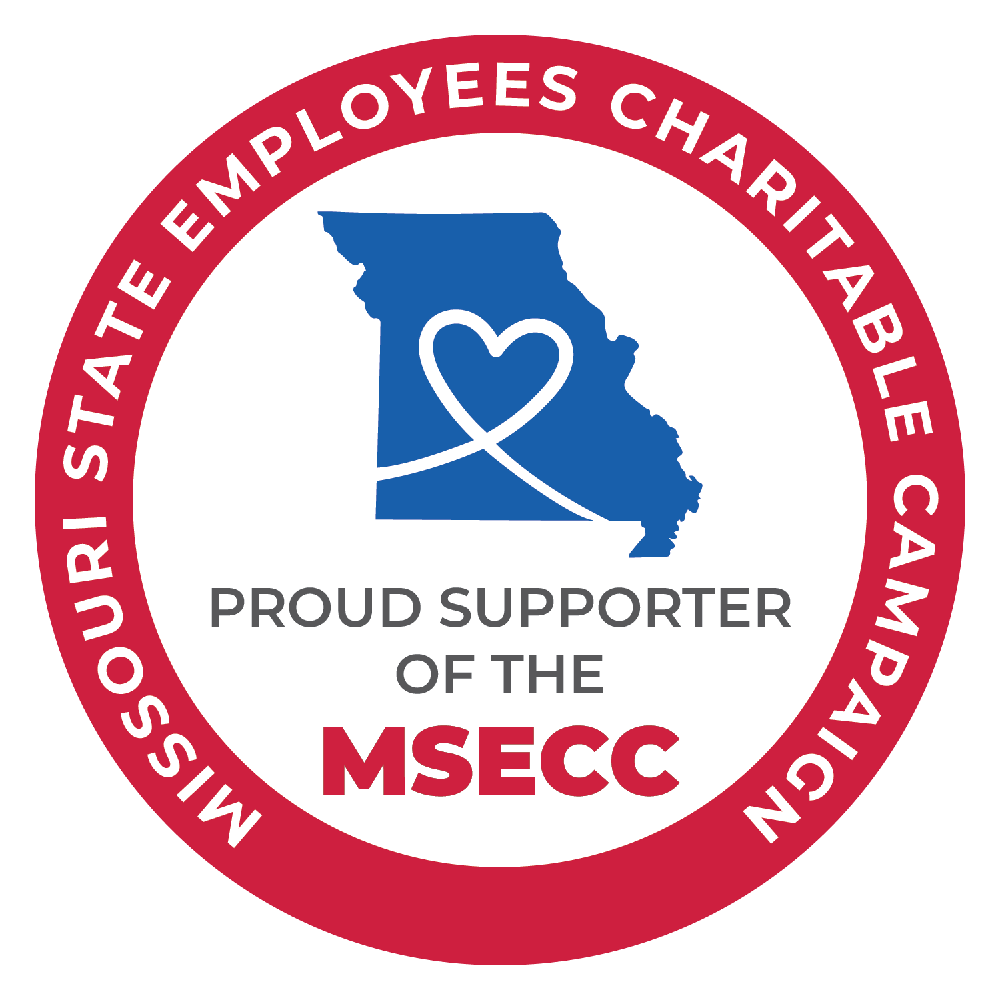 MISSOURI STATE EMPLOYEES CHARITABLE CAMPAIGN
PROUD SUPPORTER
OF THE
MSECC